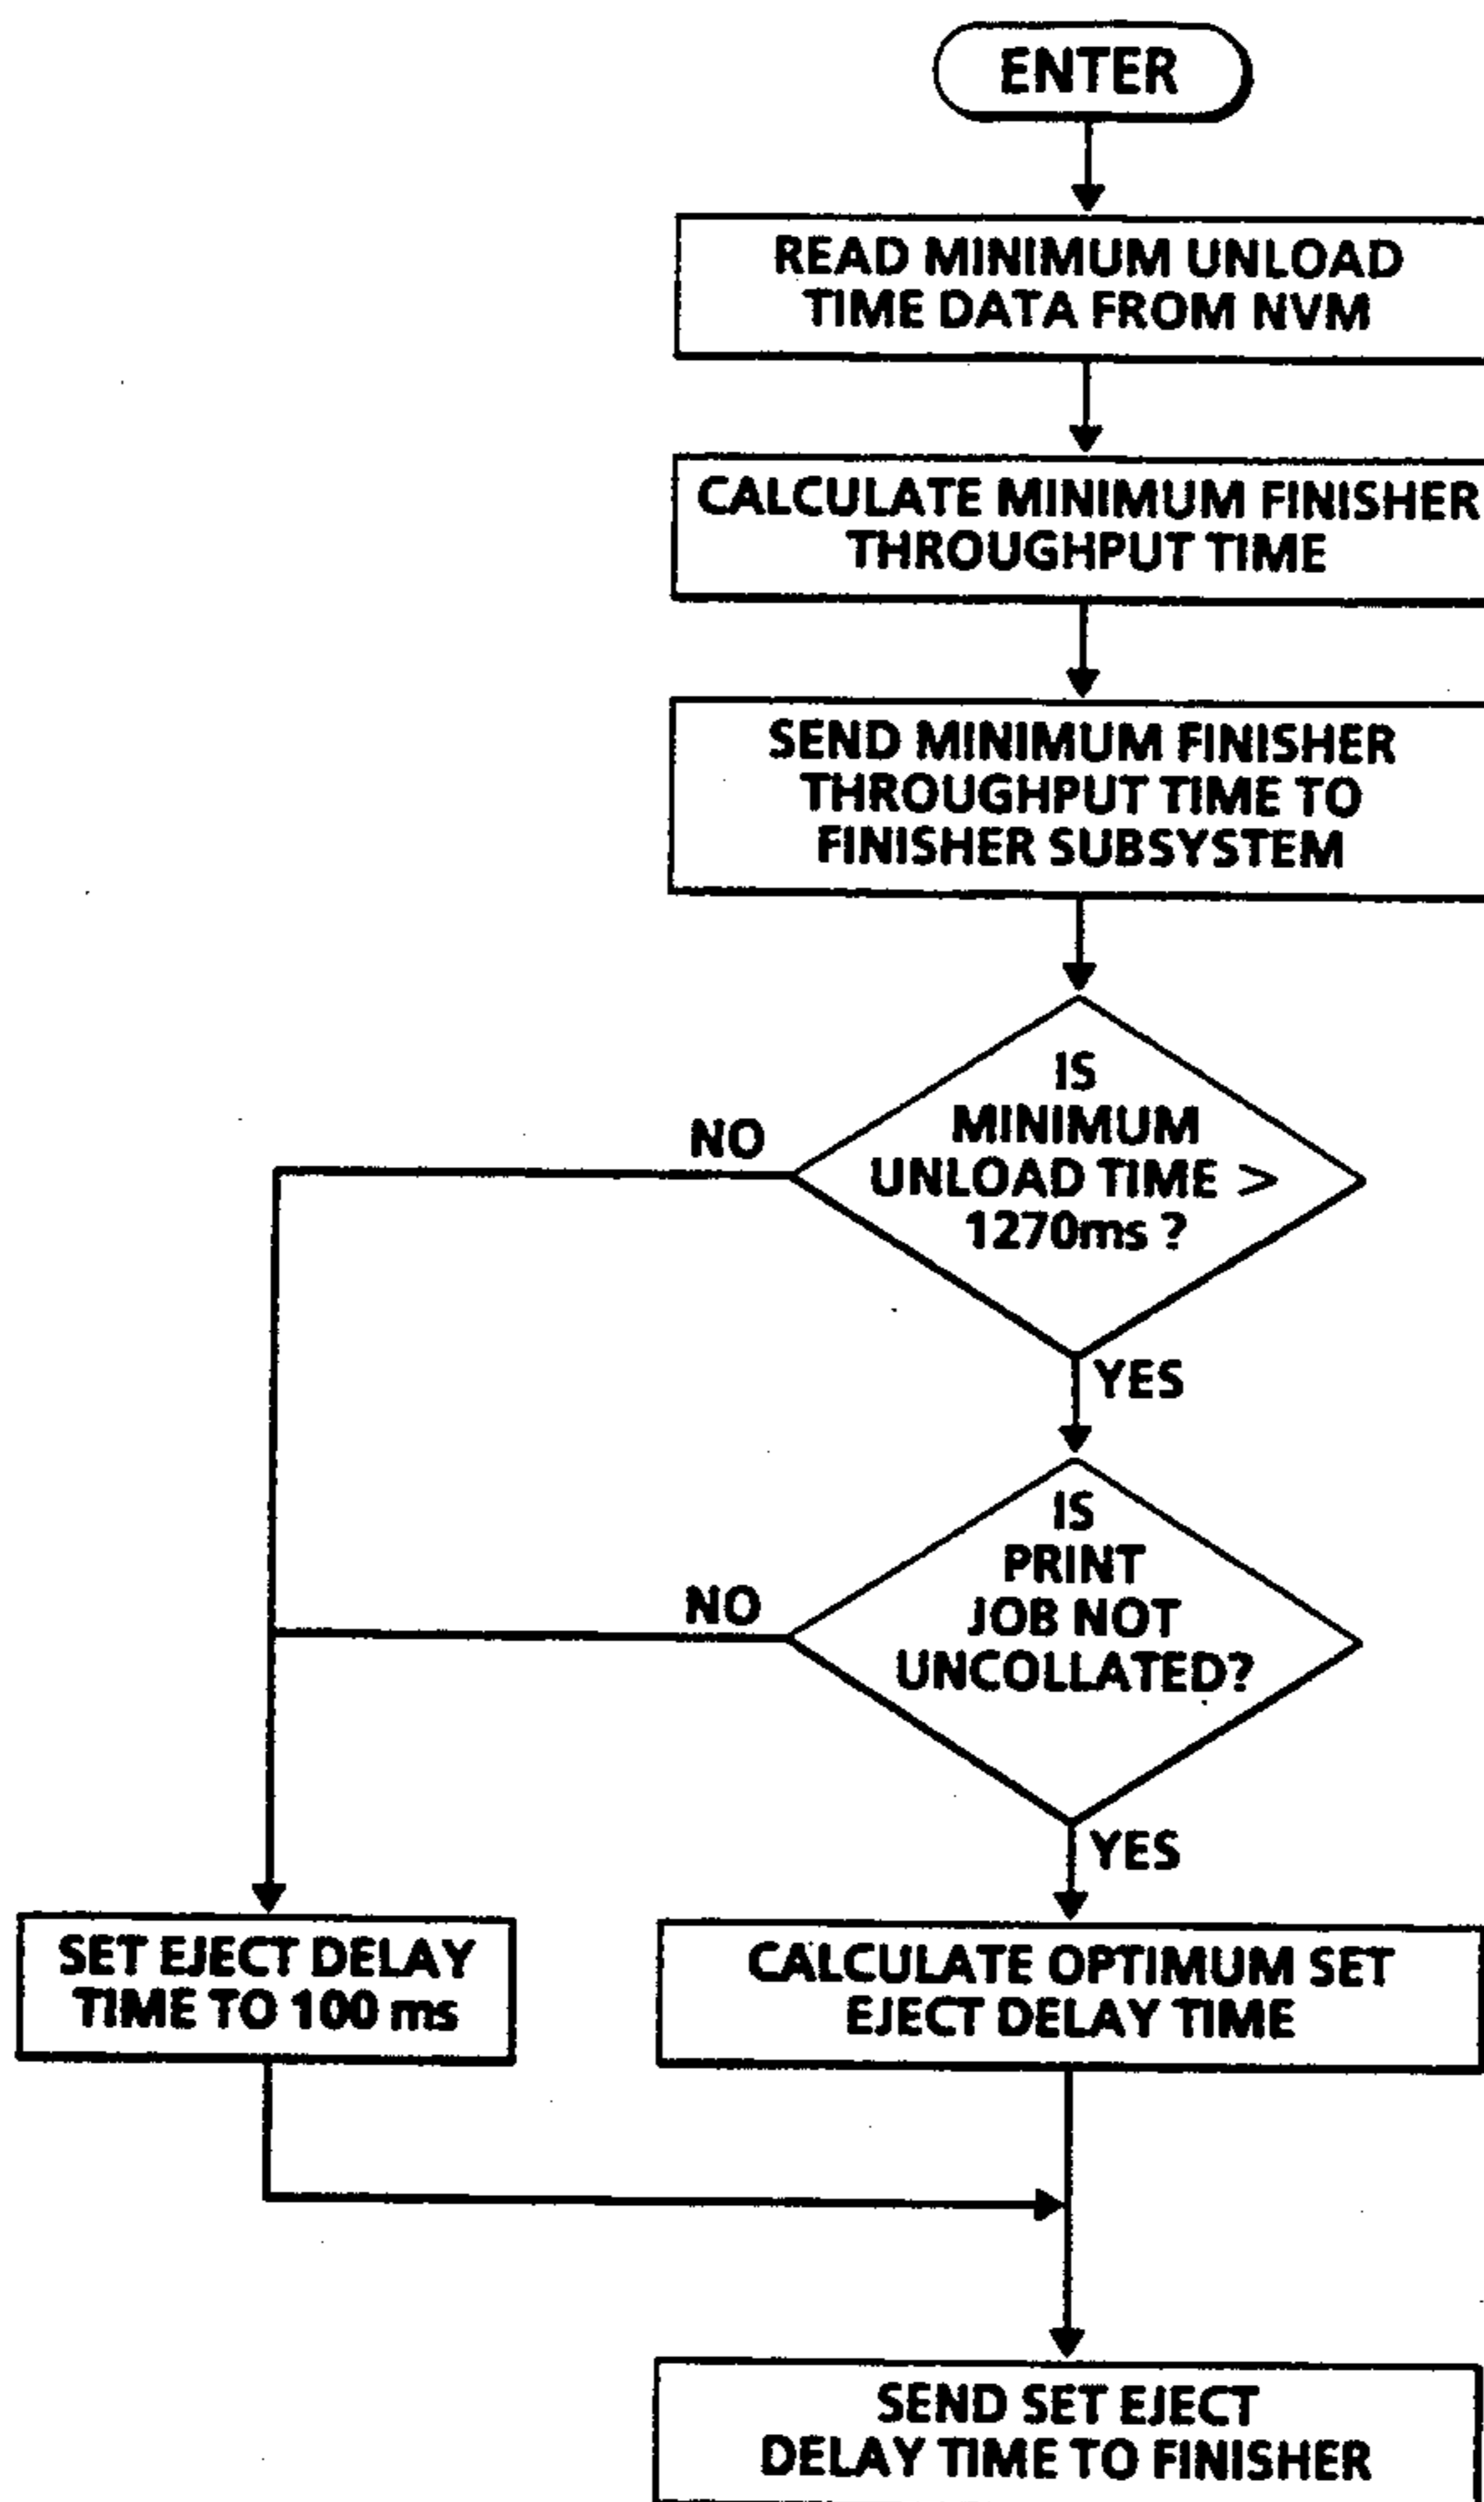 ENTER
READ MINIMUM UNLOAD
TIME DATA FROM NVM
CALCULATE MINIMUM FINISHER
THROUGHPUT TIME
SEND MINIMUM FINISHER
THROUGHPUT TIME TO
FINISHER SUBSYSTEM
IS
MINIMUM
UNLOAD TIME >
1270ms ?
NO
YES
IS
PRINT
JOB NOT
UNCOLLATED?
NO
YES
SET EJECT DELAY
TIME TO 100 ms
CALCULATE OPTIMUM SET
EJECT DELAY TIME
SEND SET EJECT
DELAY TIME TO FINISHER